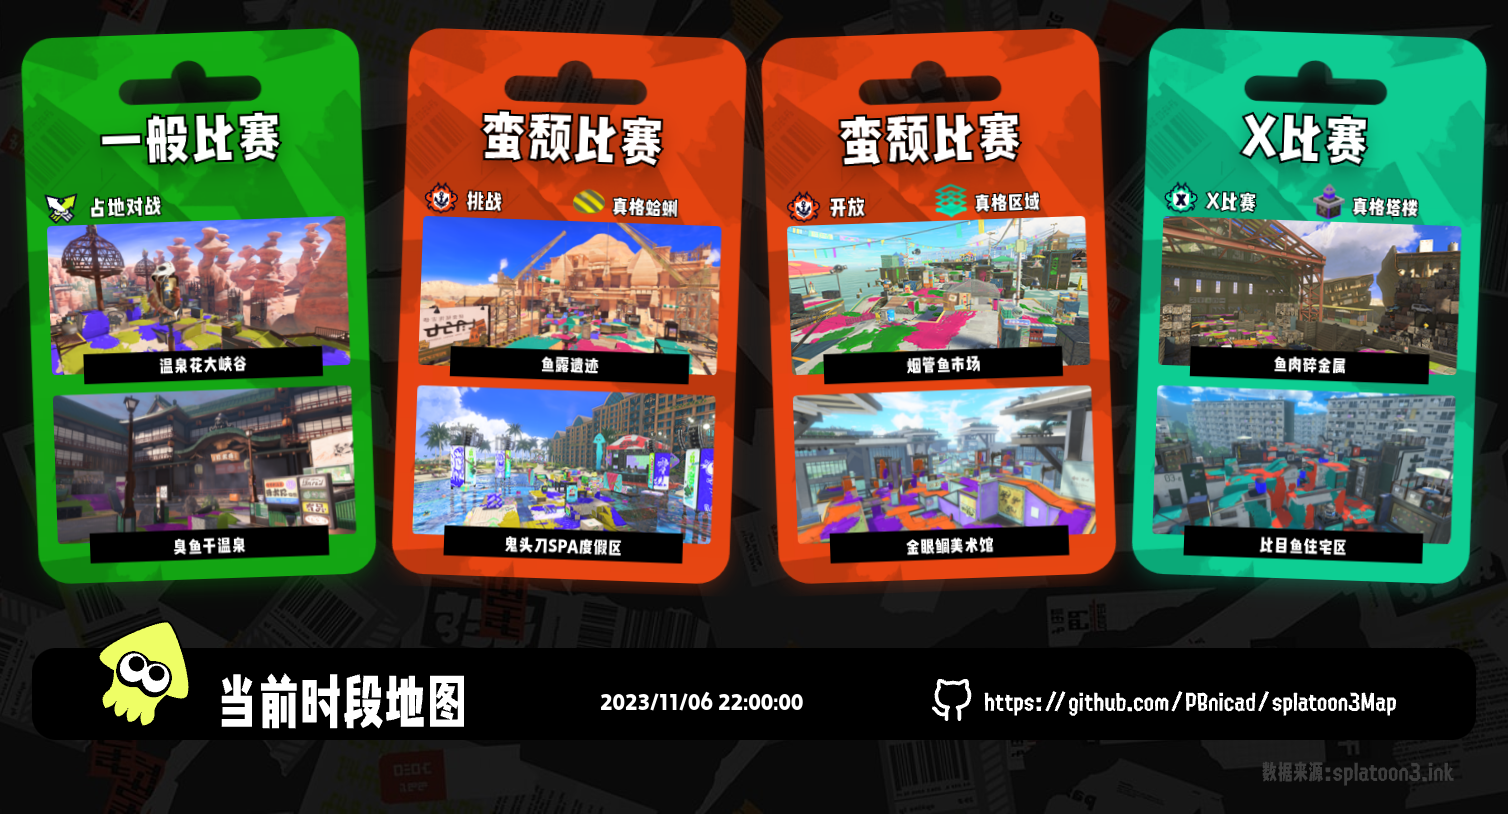 一般比赛
占地对战
温泉花大峡谷
臭鱼干温泉
蛮颓比赛
挑战
真格蛤蜊
鱼露遗迹
鬼头刀SPA度假区
蛮颓比赛
开放
真格区域
烟管鱼市场
金眼鲷美术馆
X比赛
X比赛
真格塔楼
鱼肉碎金属
比目鱼住宅区
当前时段地图
2023/11/06 22:00:00
https://github.com/PBnicad/splatoon3Map
数据来源:splatoon3.ink